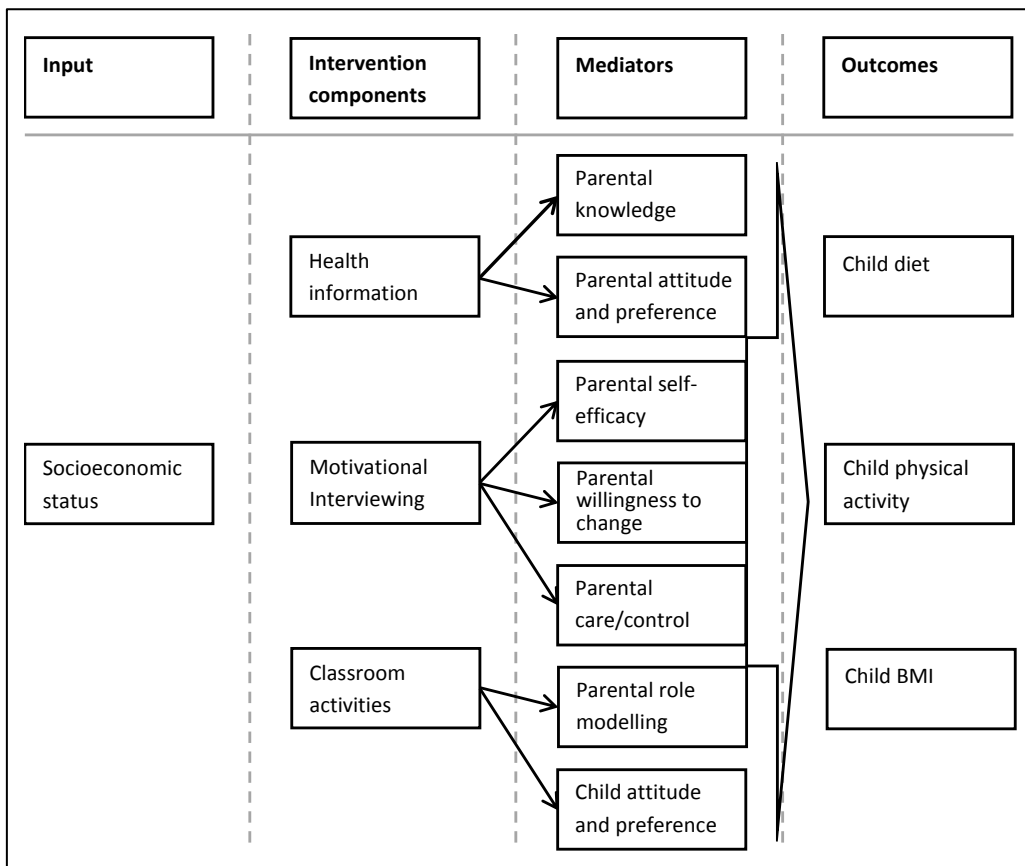 Input
Intervention
components
Mediators
Outcomes
Socioeconomic
status
Health
information
Motivational
Interviewing
Classroom
activities
Parental
knowledge
Parental attitude
and preference
Parental self-
efficacy
Parental
willingness to
change
Parental
care/control
Parental role
modelling
Child attitude
and preference
Child diet
Child physical
activity
Child BMI